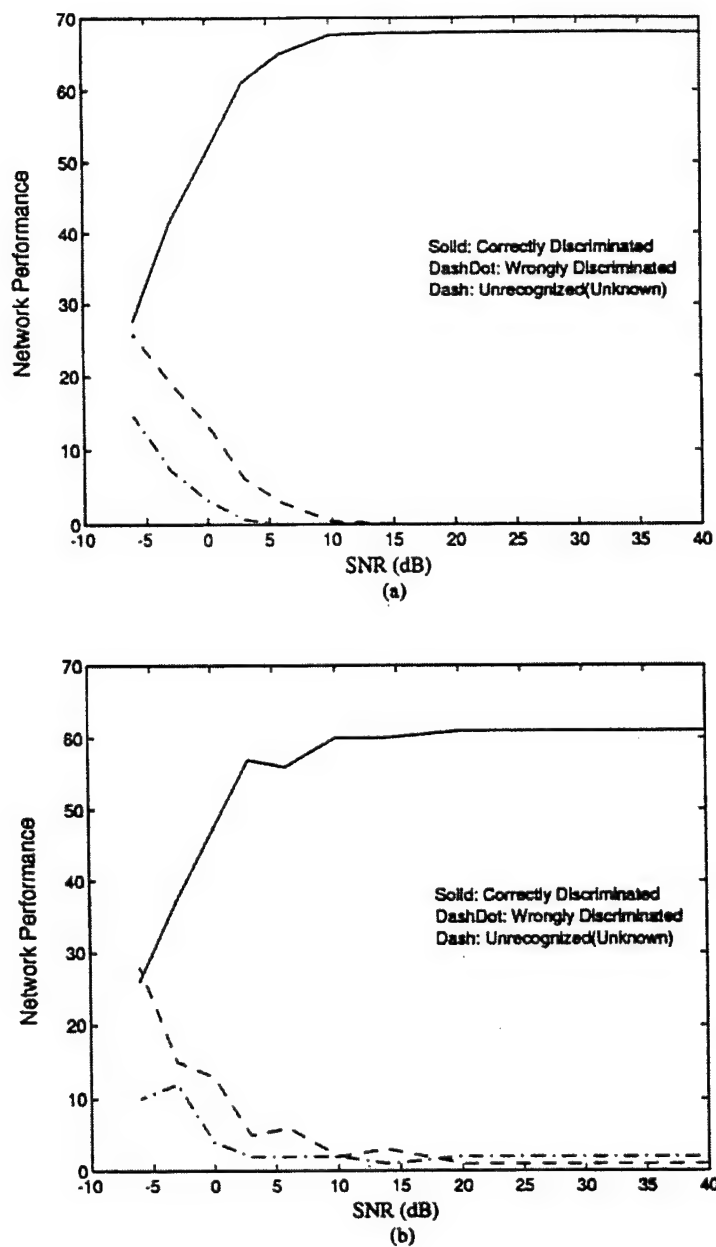 70
60
50
40
30
20
10
0
Network Performance
Solid: Correctly Discriminated
DashDot: Wrongly Discriminated
Dash: Unrecognized(Unknown)
-10 -5 0 5 10 15 20 25 30 35 40
SNR (dB)
(a)
70
60
50
40
30
20
10
0
Network Performance
Solid: Correctly Discriminated
DashDot: Wrongly Discriminated
Dash: Unrecognized(Unknown)
-10 -5 0 5 10 15 20 25 30 35 40
SNR (dB)
(b)